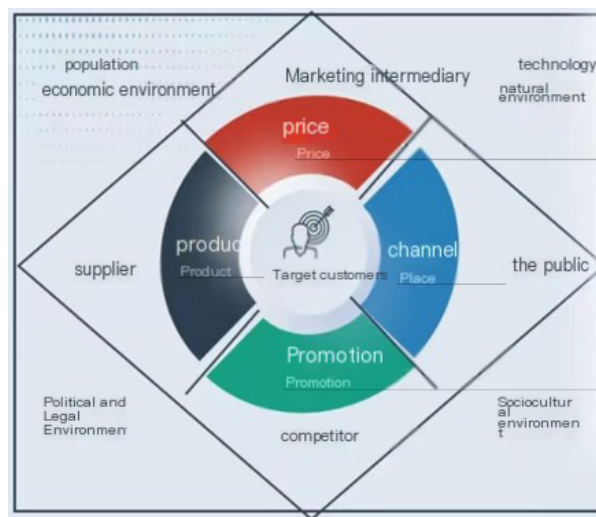 population
economic environment
Marketing intermediary
technology
natural
environment
price
Price
produc
Product
channel
Place
Target customers
supplier
the public
Promotion
Promotion
Political and
Legal
Environment
competitor
Sociocultur
al
environmen
t